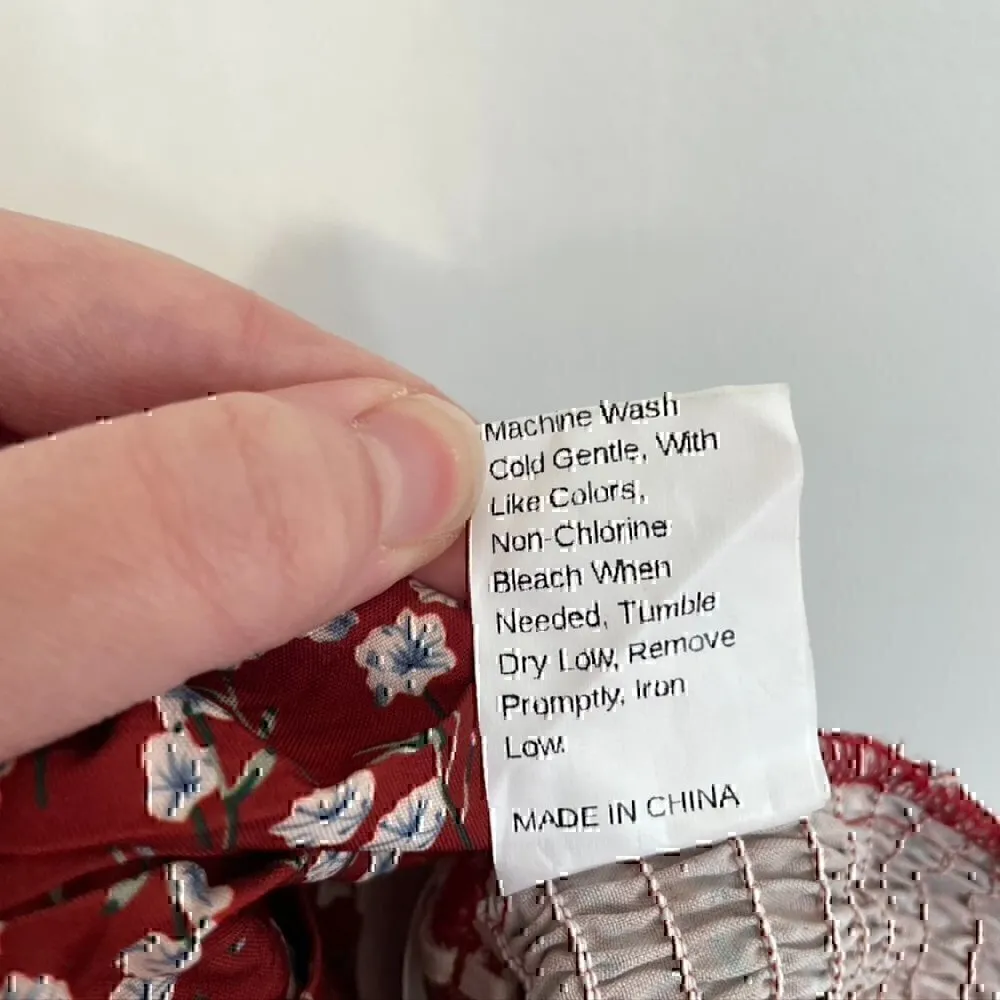 Machine Wash
Cold Gentle, With
Like Colors,
Non-Chlorine
Bleach When
Needed, Tumble
Dry Low, Remove
Promptly, Iron
Low.
MADE IN CHINA